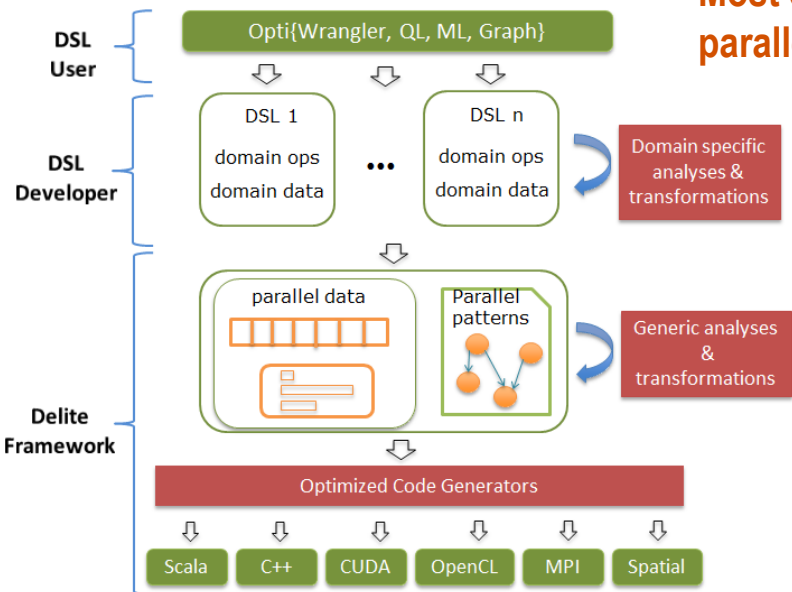 Opti{Wrangler, QL, ML, Graph}
DSL
User
DSL 1
domain ops
domain data
•••
DSL n
domain ops
domain data
DSL
Developer
Domain specific
analyses &
transformations
parallel data
Parallel
patterns
Generic analyses
&
transformations
Delite
Framework
Optimized Code Generators
Scala
C++
CUDA
OpenCL
MPI
Spatial